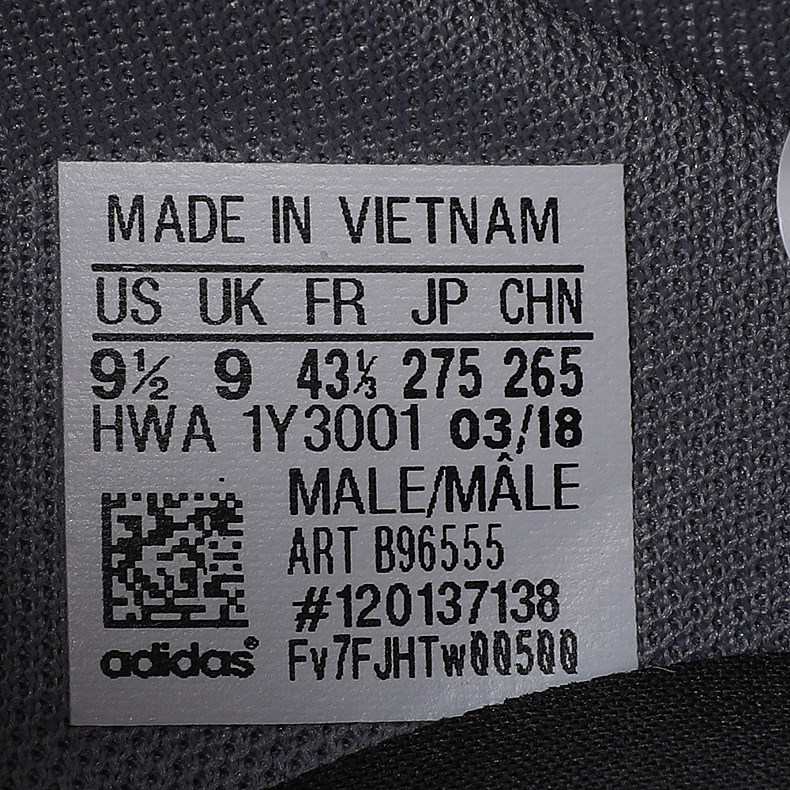 MADE IN VIETNAM
US UK FR JP CHN
9½ 9 43⅓ 275 265
HWA 1Y3001 03/18
MALE/MÂLE
ART B96555
#120137138
adidas® Fv7FJHTw00500